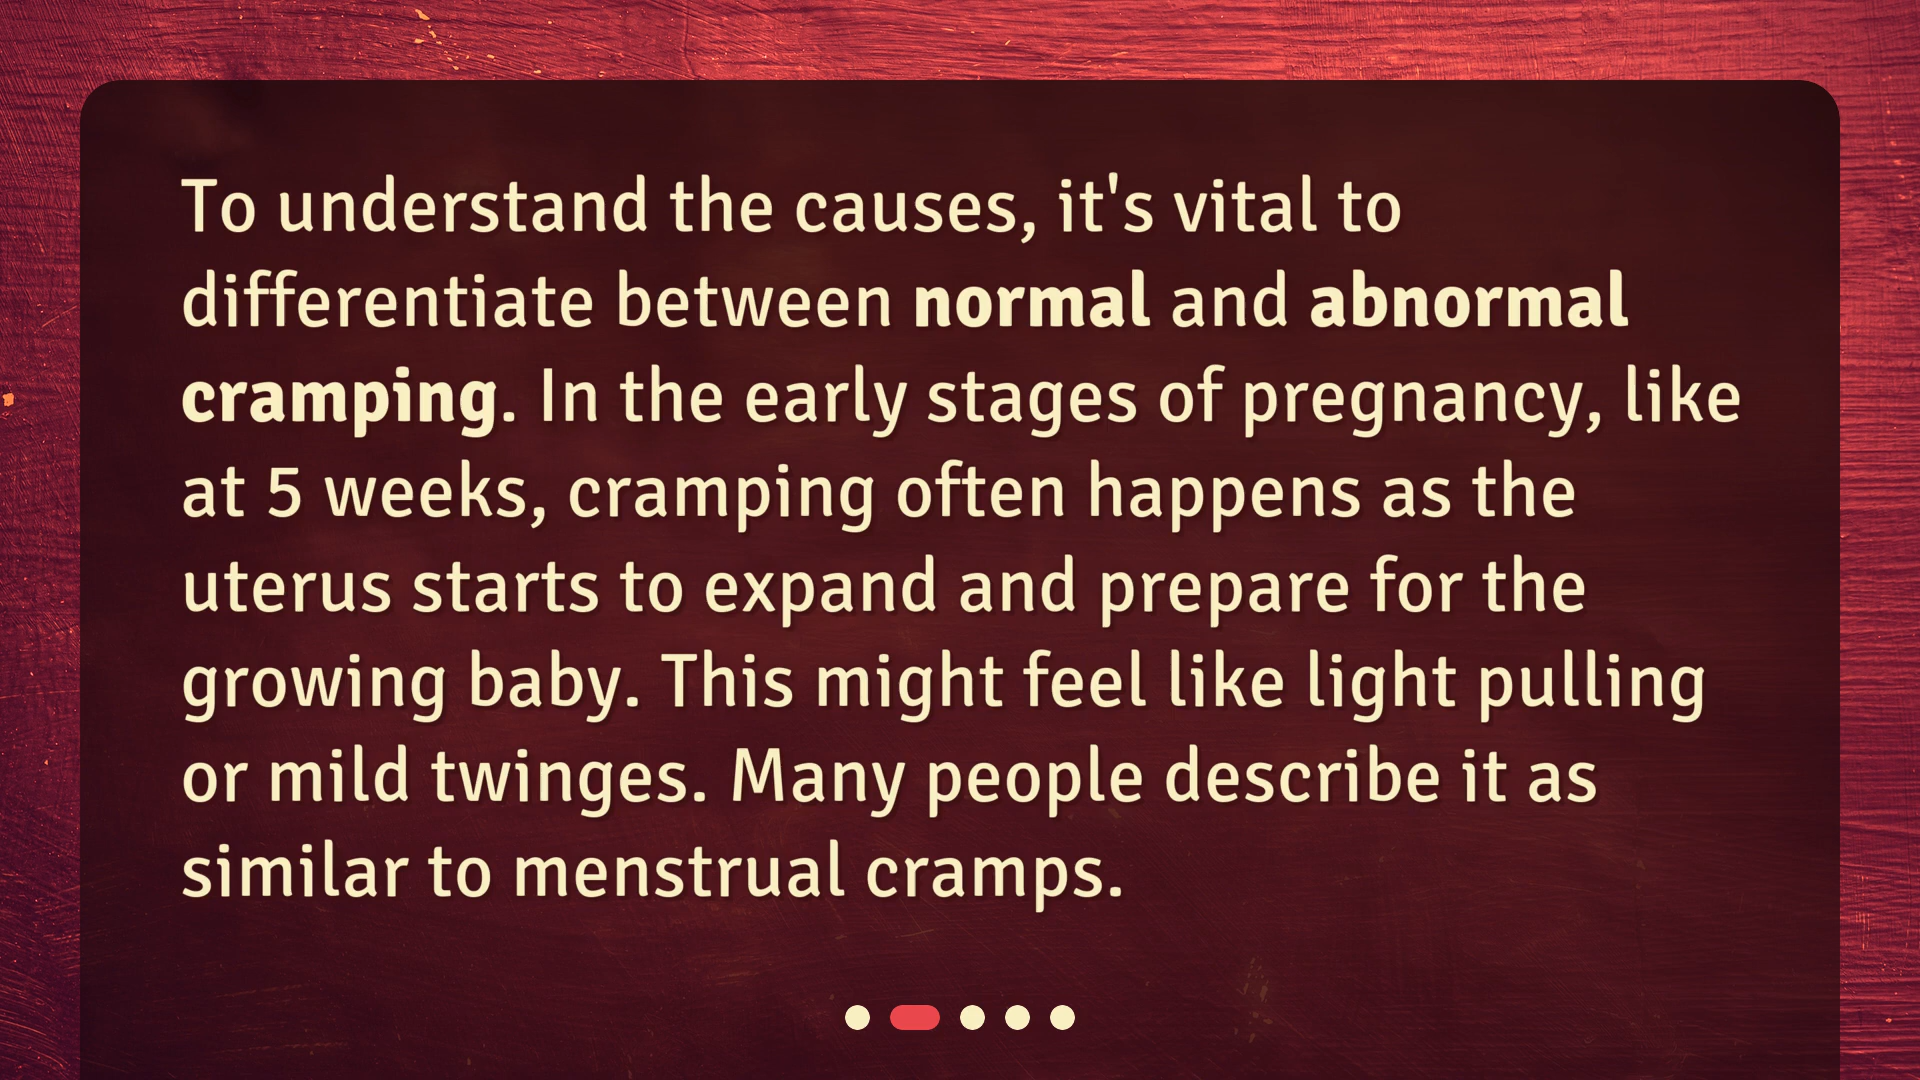 To understand the causes, it's vital to
differentiate between normal and abnormal
cramping. In the early stages of pregnancy, like
at 5 weeks, cramping often happens as the
uterus starts to expand and prepare for the
growing baby. This might feel like light pulling
or mild twinges. Many people describe it as
similar to menstrual cramps.